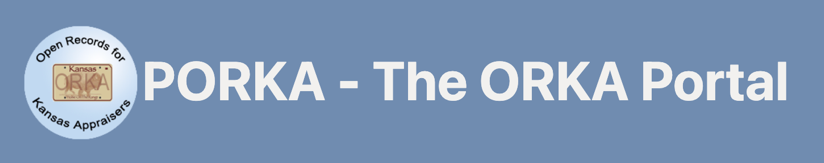 Open Records for
Kansas
ORKA
Kansas Appraisers
PORKA - The ORKA Portal